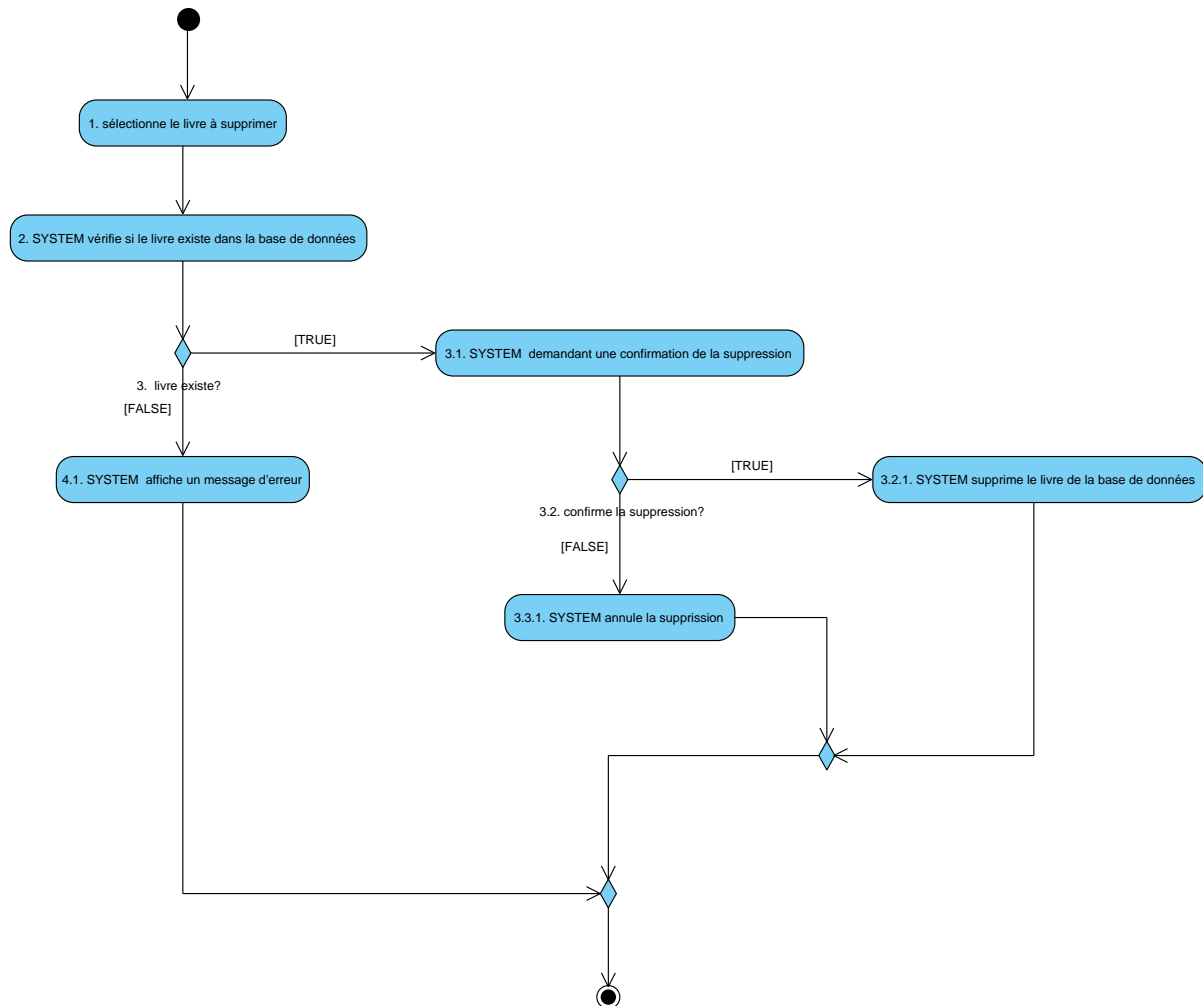 1. sélectionne le livre à supprimer
2. SYSTEM vérifie si le livre existe dans la base de données
[TRUE]
3.1. SYSTEM  demandant une confirmation de la suppression
3.  livre existe?
[FALSE]
4.1. SYSTEM  affiche un message d'erreur
[TRUE]
3.2.1. SYSTEM supprime le livre de la base de données
3.2. confirme la suppression?
[FALSE]
3.3.1. SYSTEM annule la supprission